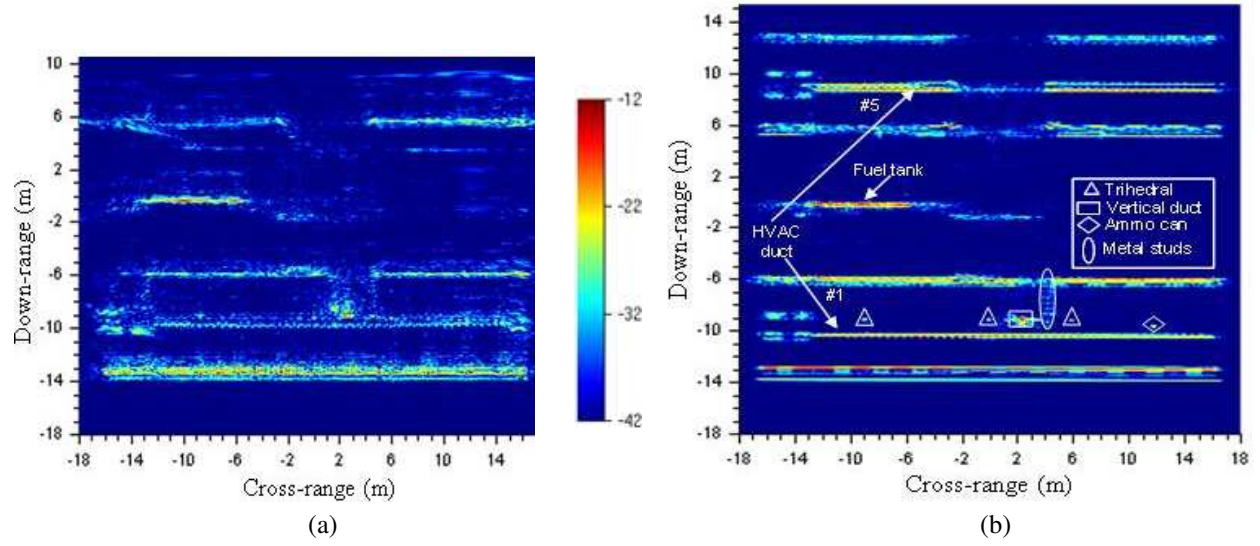 10
6
2
-2
-6
-10
-14
-18
Down-range (m)
-18 -14 -10 -6 -2 2 6 10 14
Cross-range (m)
(a)
-12
-22
-32
-42
14
10
6
2
-2
-6
-10
-14
-18
Down-range (m)
#5
Fuel tank
HVAC
duct
#1
Trihedral
Vertical duct
Ammo can
Metal studs
-18 -14 -10 -6 -2 2 6 10 14 18
Cross-range (m)
(b)